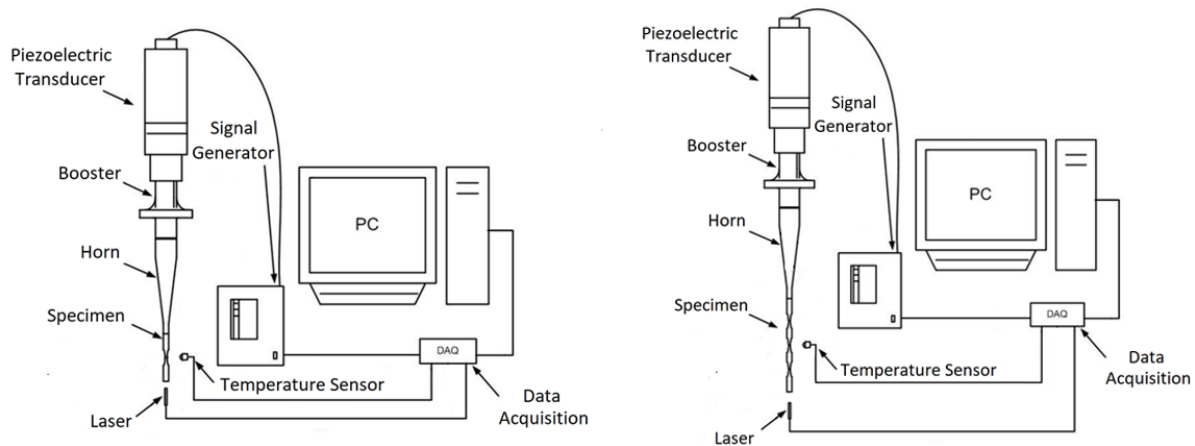 Piezoelectric
Transducer
Signal
Generator
Booster
PC
Horn
Specimen
DAQ
Temperature Sensor
Data
Acquisition
Laser
Piezoelectric
Transducer
Signal
Generator
Booster
PC
Horn
Specimen
DAQ
Temperature Sensor
Data
Acquisition
Laser